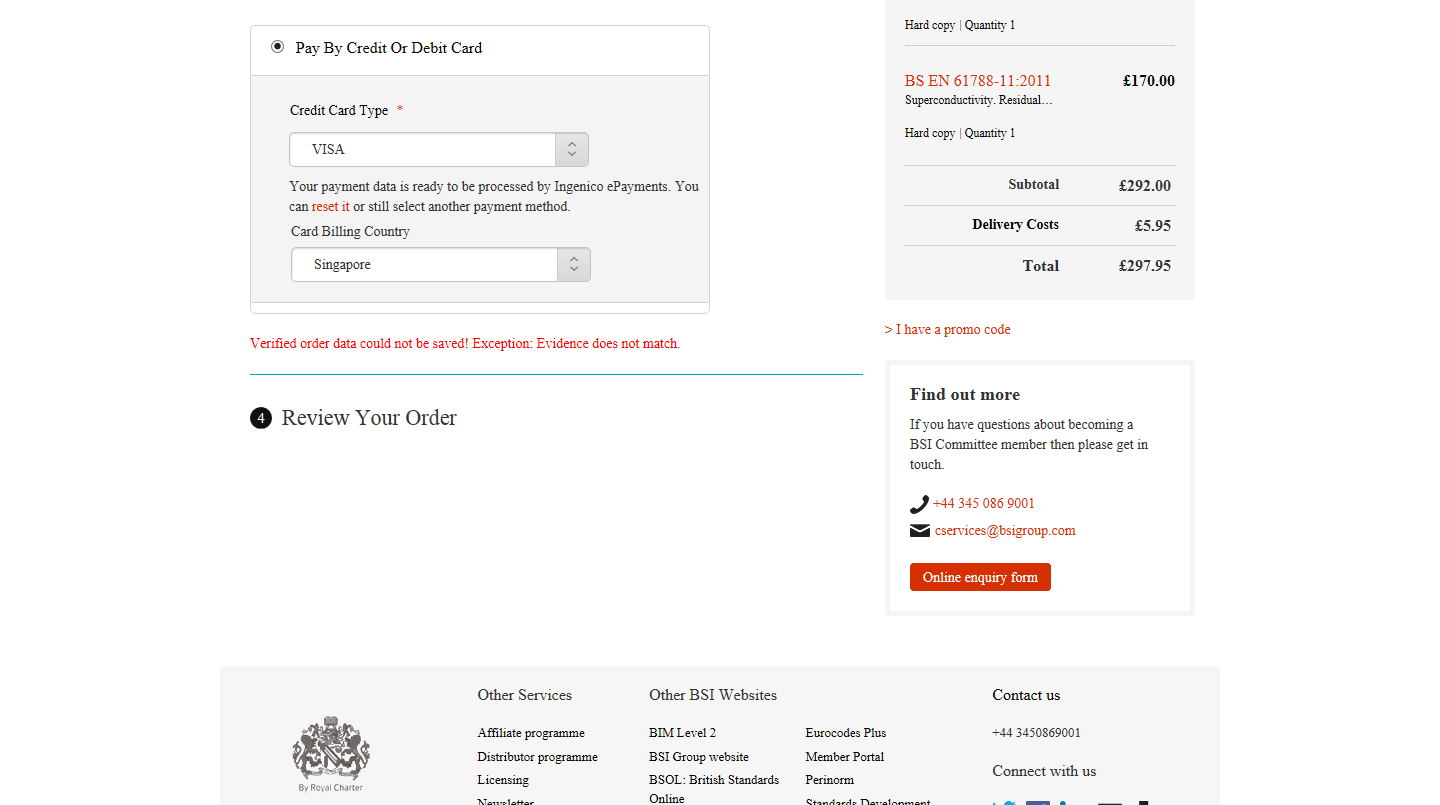 Pay By Credit Or Debit Card
Credit Card Type *
VISA
Your payment data is ready to be processed by Ingenico ePayments. You
can reset it or still select another payment method.
Card Billing Country
Singapore
Verified order data could not be saved! Exception: Evidence does not match.
4 Review Your Order
Hard copy | Quantity 1
BS EN 61788-11:2011 £170.00
Superconductivity. Residual…
Hard copy | Quantity 1
Subtotal £292.00
Delivery Costs £5.95
Total £297.95
> I have a promo code
Find out more
If you have questions about becoming a
BSI Committee member then please get in
touch.
+44 345 086 9001
cservices@bsigroup.com
Online enquiry form
By Royal Charter
Other Services
Affiliate programme
Distributor programme
Licensing
Newsletter
Other BSI Websites
BIM Level 2
BSI Group website
BSOL: British Standards
Online
Eurocodes Plus
Member Portal
Perinorm
Standards Development
Contact us
+44 3450869001
Connect with us